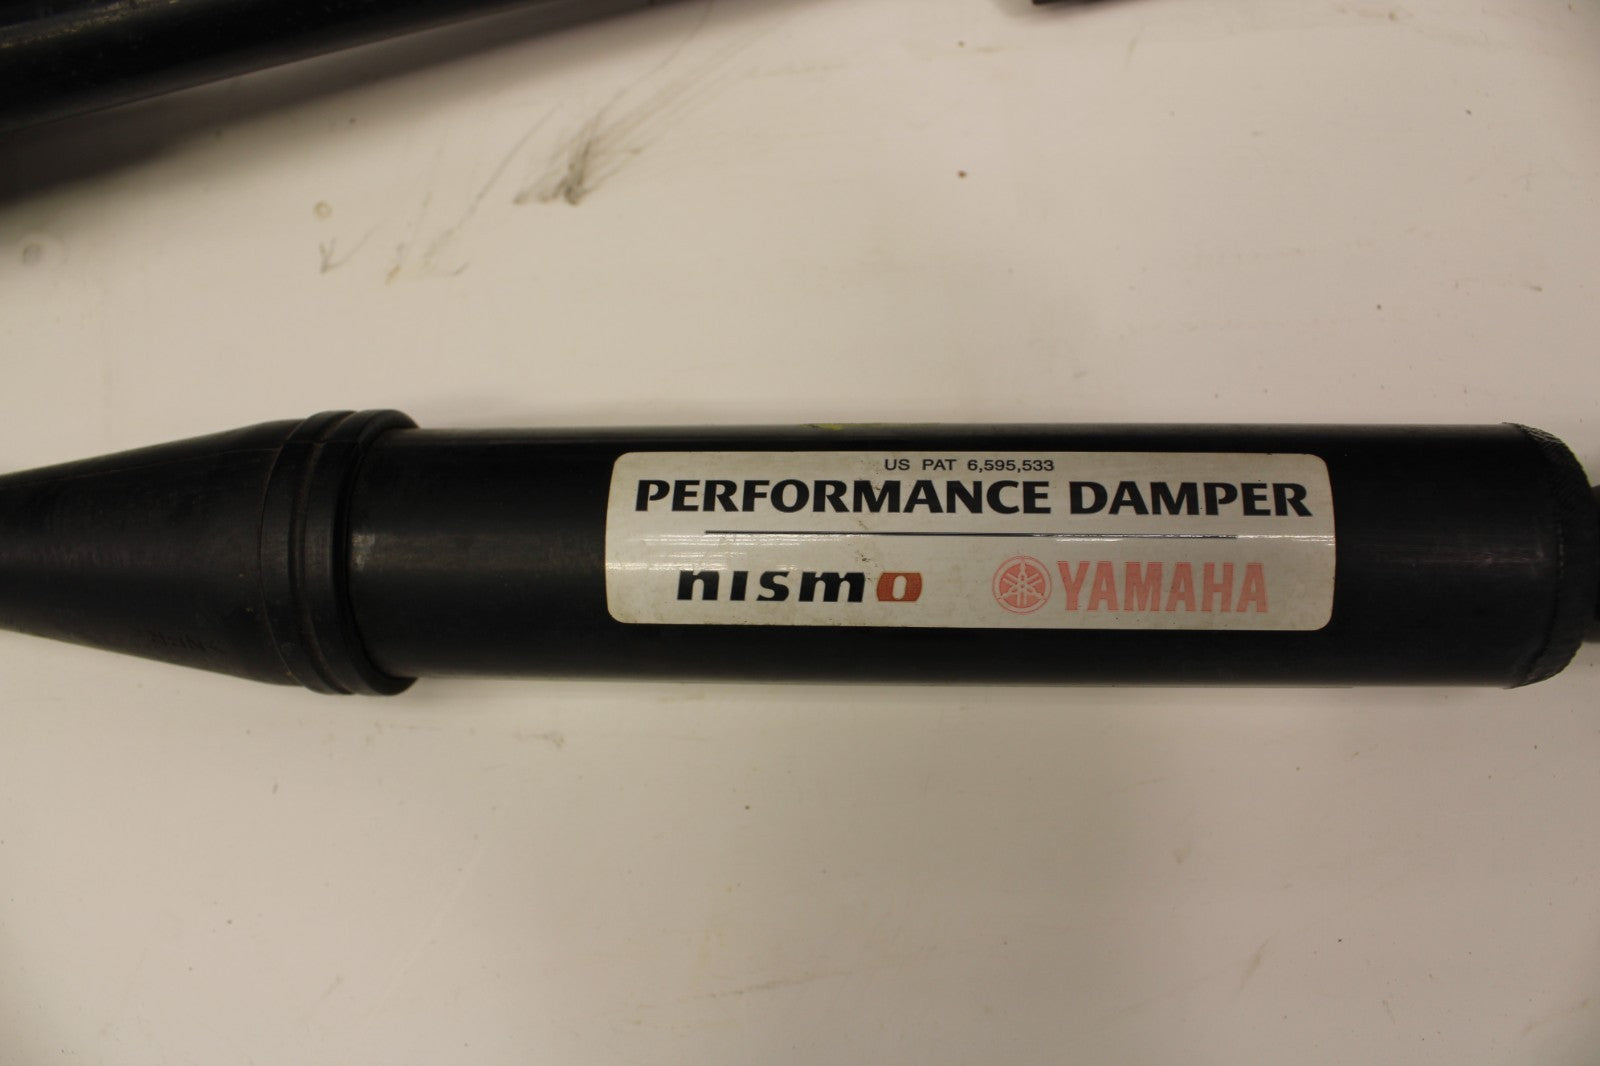 US PAT 6,595,533
PERFORMANCE DAMPER
nismo YAMAHA